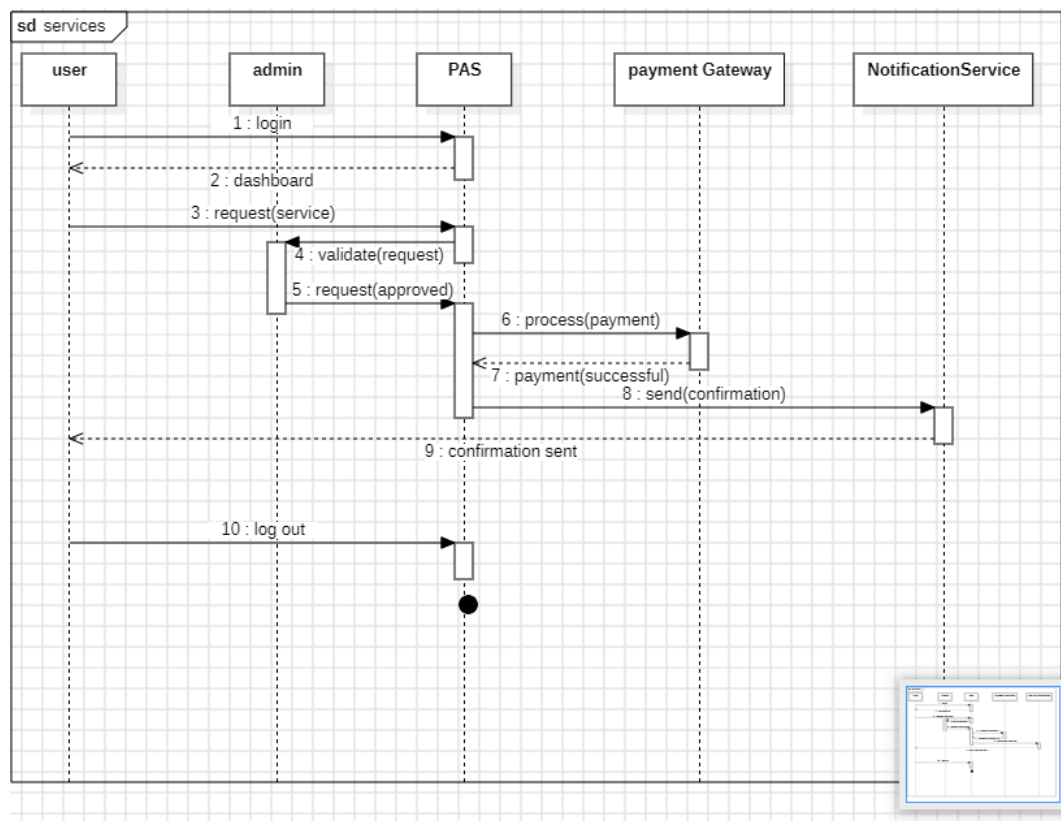 sd services
user
admin
PAS
payment Gateway
NotificationService
1 : login
2 : dashboard
3 : request(service)
4 : validate(request)
5 : request(approved)
6 : process(payment)
7 : payment(successful)
8 : send(confirmation)
9 : confirmation sent
10 : log out